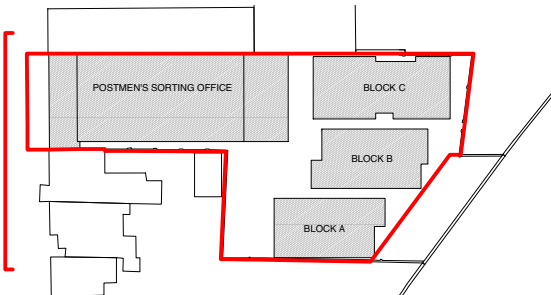 POSTMEN'S SORTING OFFICE
BLOCK C
BLOCK B
BLOCK A